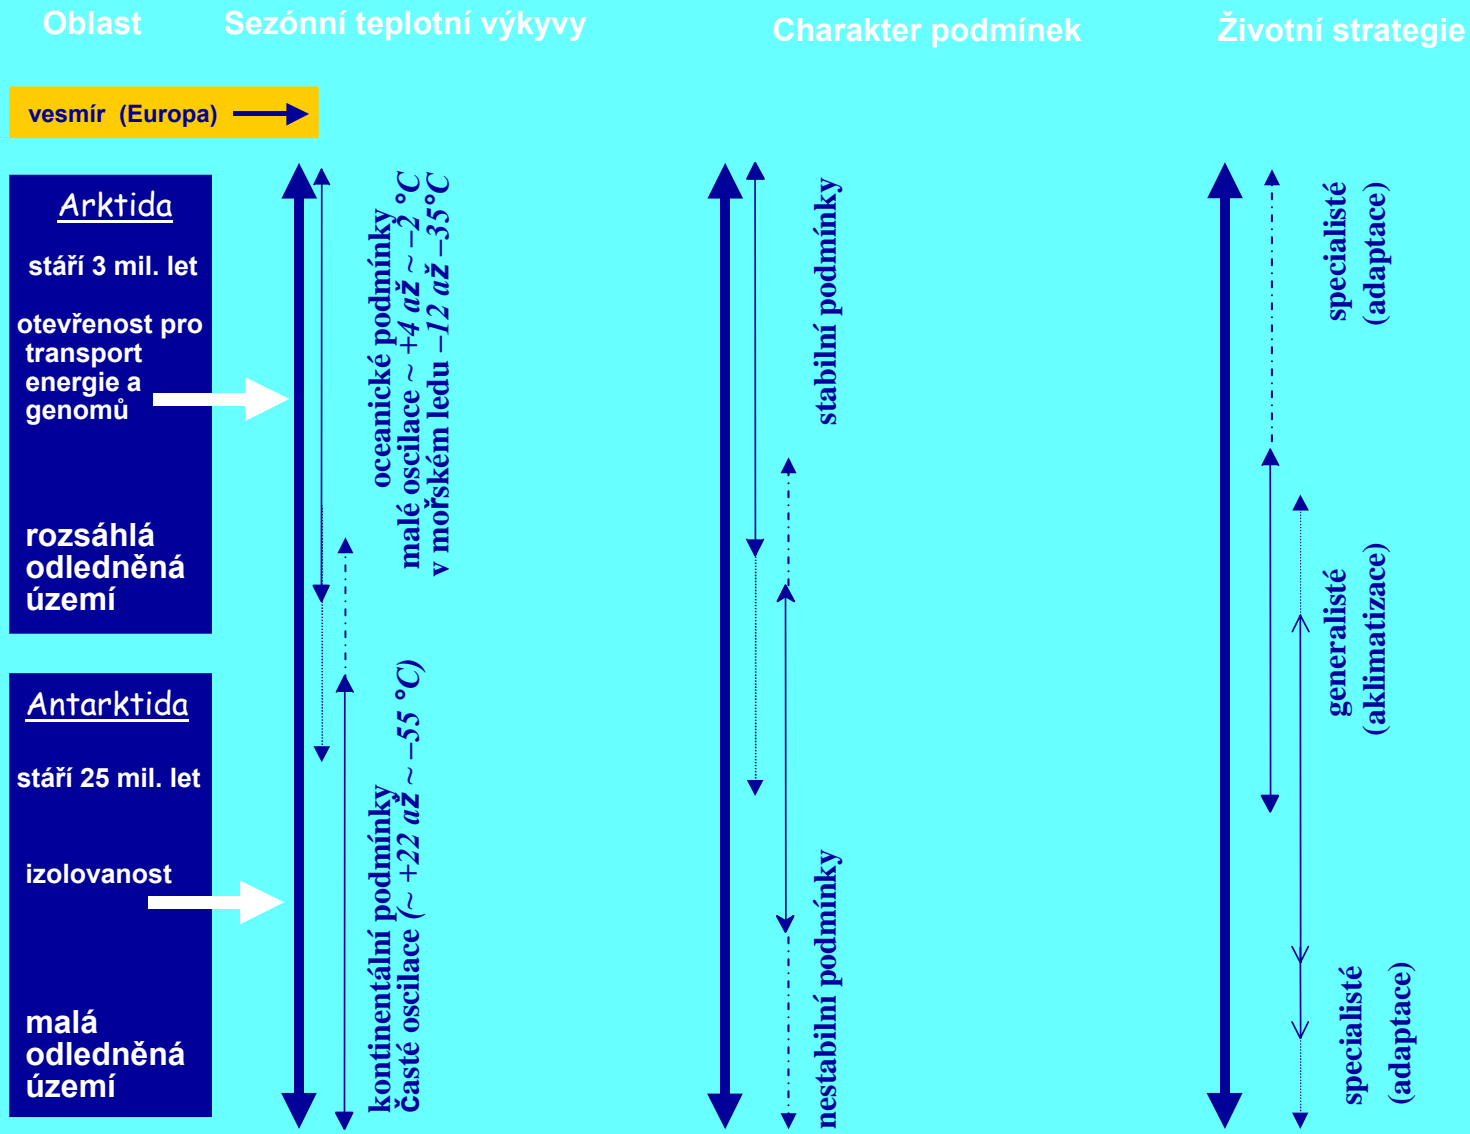 Oblast
Sezónní teplotní výkyvy
Charakter podmínek
Životní strategie
vesmír (Europa)
Arktida
stáří 3 mil. let
otevřenost pro
transport
energie a
genomů
rozsáhlá
odledněná
území
Antarktida
stáří 25 mil. let
izolovanost
malá
odledněná
území
oceanické podmínky
malé oscilace ~ +4 až ~ −2 °C
v mořském ledu −12 až −35°C
kontinentální podmínky
časté oscilace (~ +22 až ~ −55 °C)
stabilní podmínky
nestabilní podmínky
specialisté
(adaptace)
generalisté
(aklimatizace)
specialisté
(adaptace)